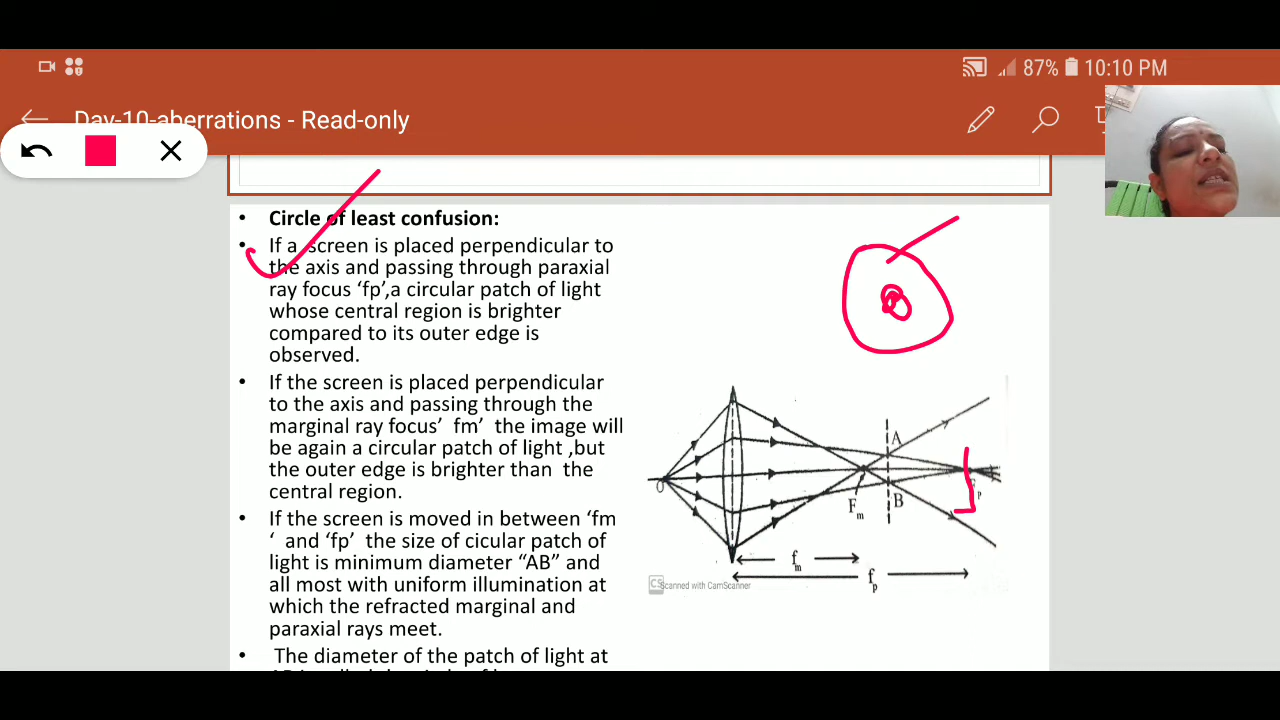 87% 10:10 PM
Day-10-aberrations - Read-only
• Circle of least confusion:
• If a screen is placed perpendicular to
the axis and passing through paraxial
ray focus ‘fp’,a circular patch of light
whose central region is brighter
compared to its outer edge is
observed.
• If the screen is placed perpendicular
to the axis and passing through the
marginal ray focus’ fm’ the image will
be again a circular patch of light ,but
the outer edge is brighter than the
central region.
• If the screen is moved in between ‘fm
‘ and ‘fp’ the size of cicular patch of
light is minimum diameter “AB” and
all most with uniform illumination at
which the refracted marginal and
paraxial rays meet.
• The diameter of the patch of light at
O
A
B
Fm
Fp
fm
fp
CS Scanned with CamScanner